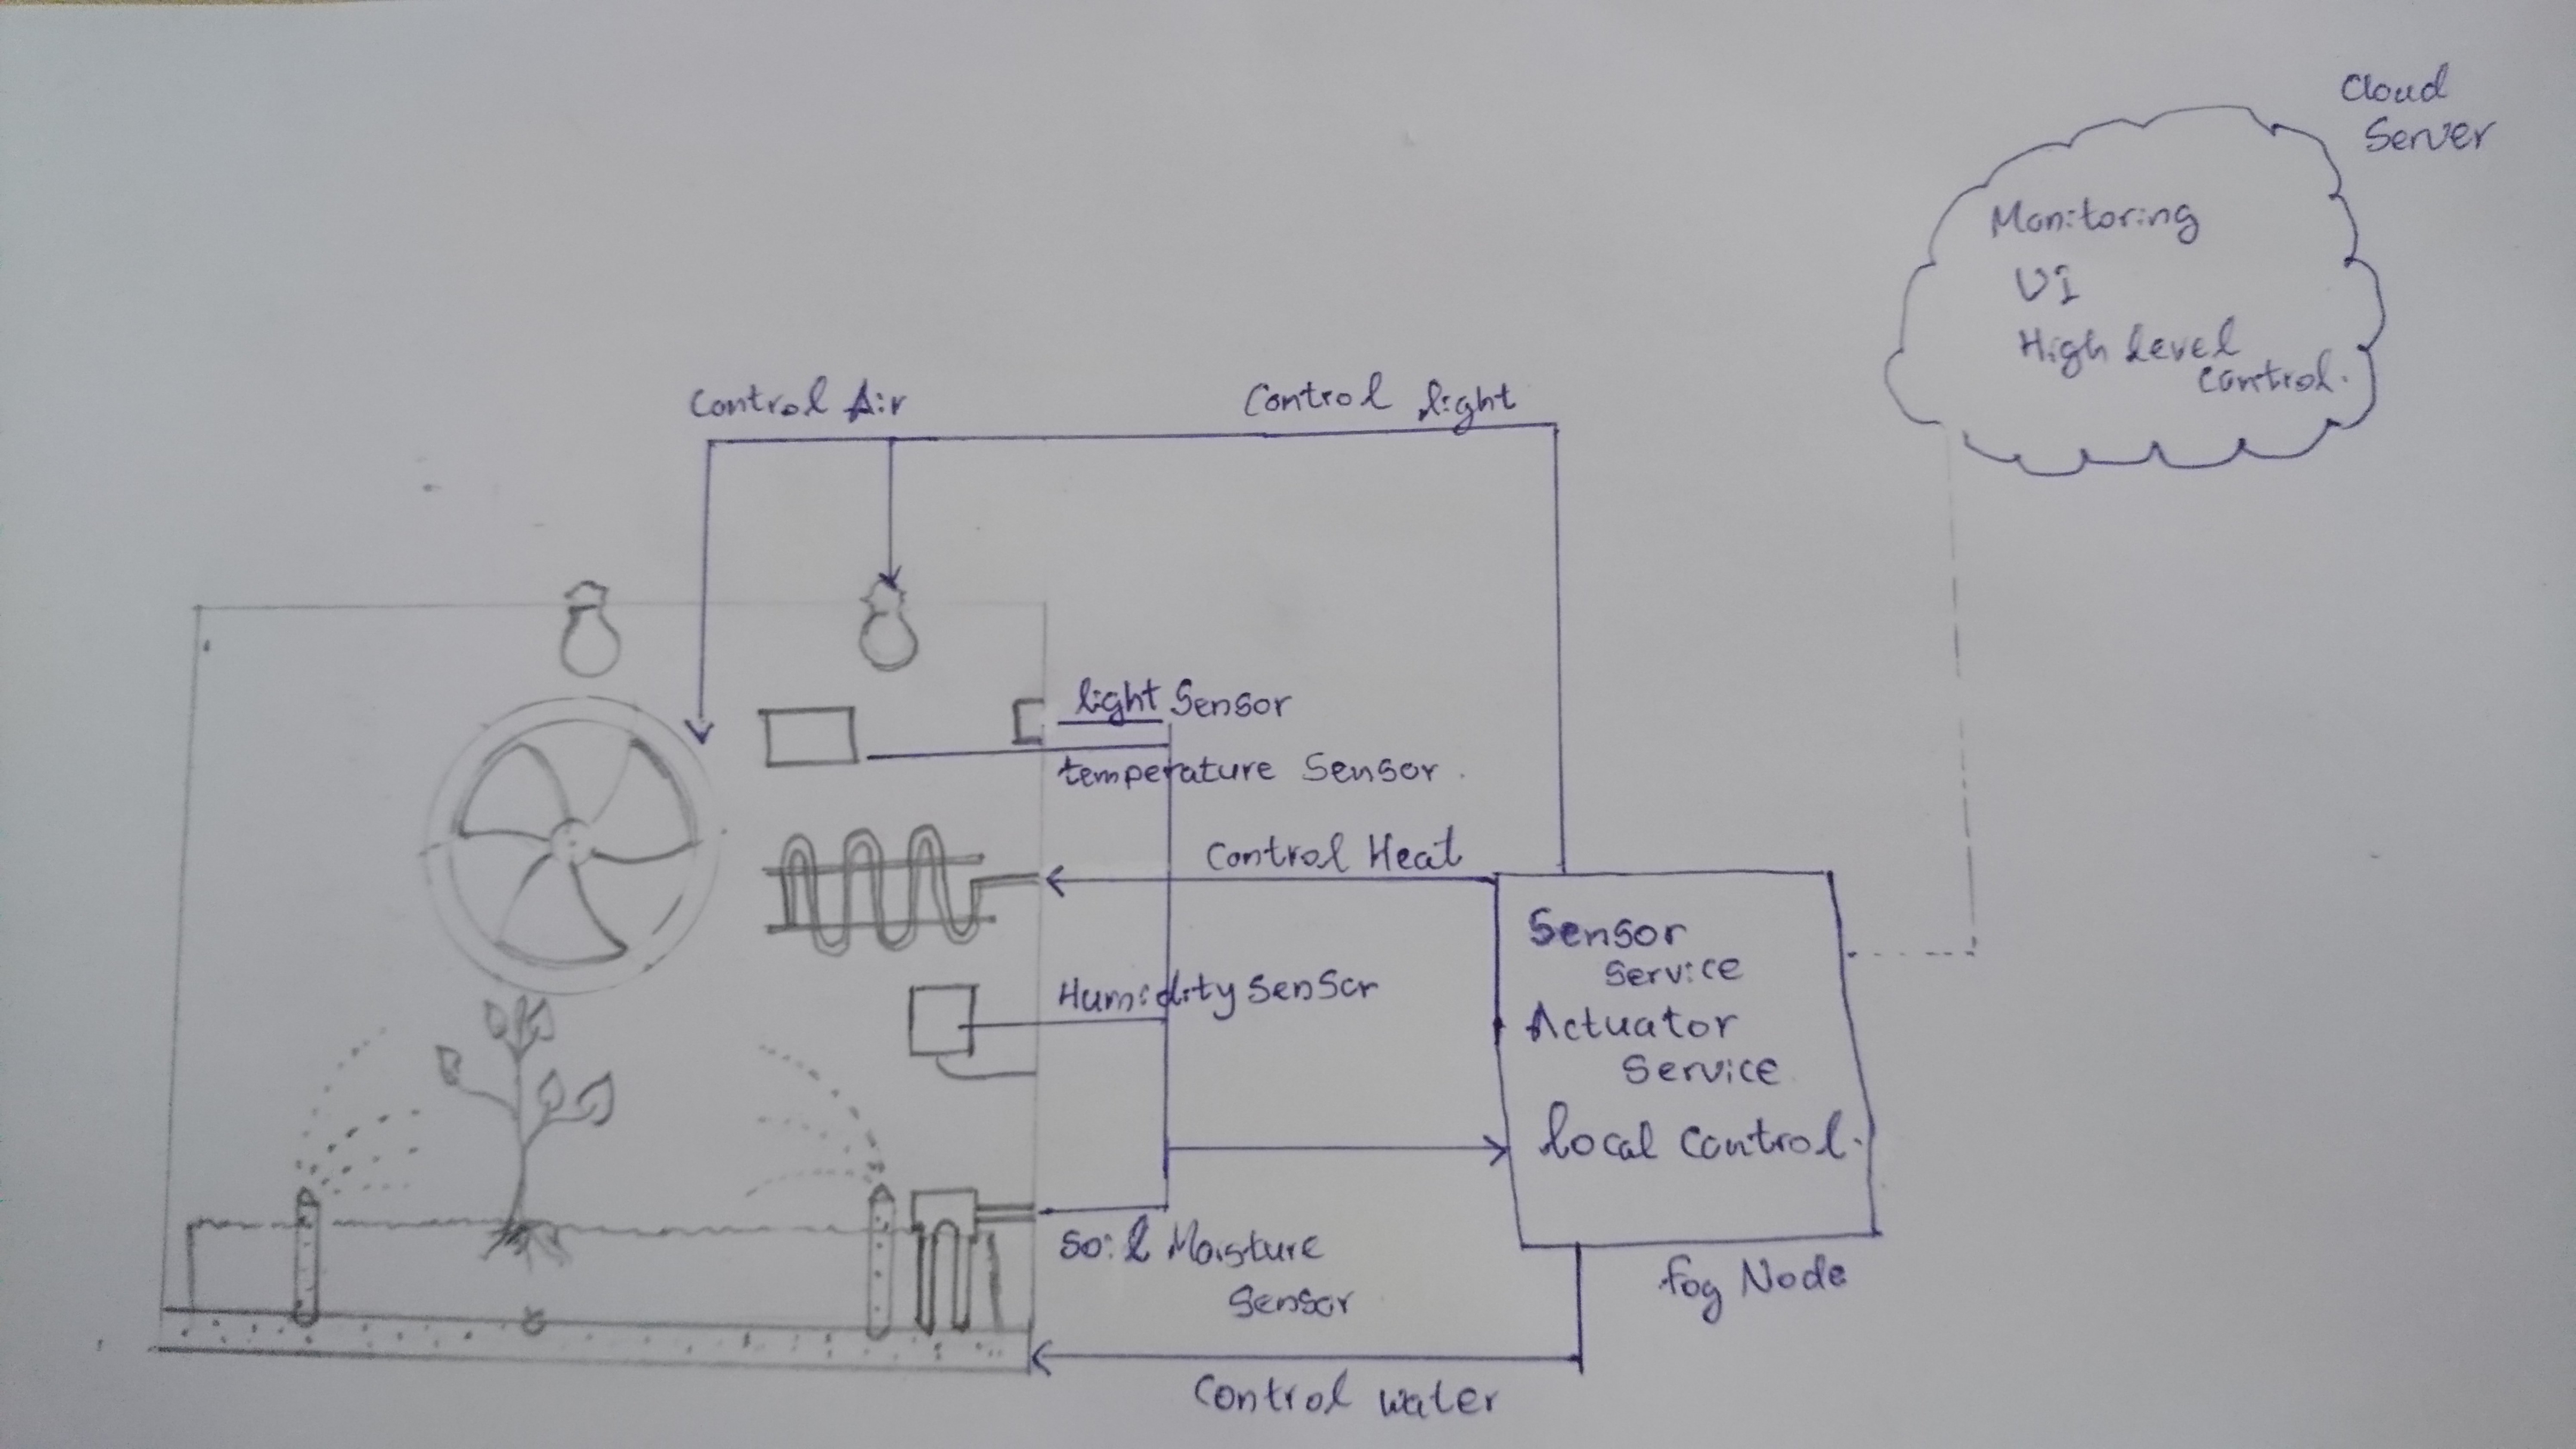 Control Air
Control light
Cloud
Server
Monitoring
UI
High Level
Control.
light Sensor
temperature Sensor.
Control Heat
Humidity Sensor
Soil Moisture
Sensor
Control Water
Sensor
Service
Actuator
Service
Local Control.
fog Node